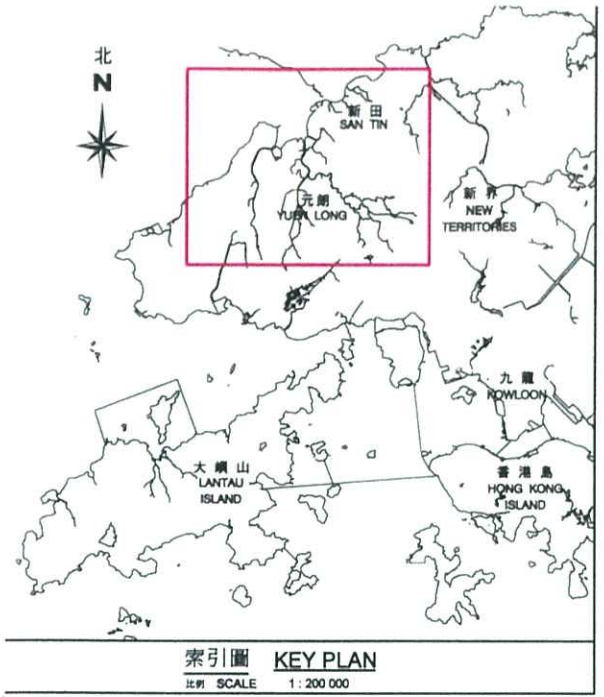 北
N
新田
SAN TIN
元朗
YUEN LONG
新界
NEW
TERRITORIES
九龍
KOWLOON
大嶼山
LANTAU
ISLAND
香港島
HONG KONG
ISLAND
索引圖 KEY PLAN
比例 SCALE 1 : 200 000